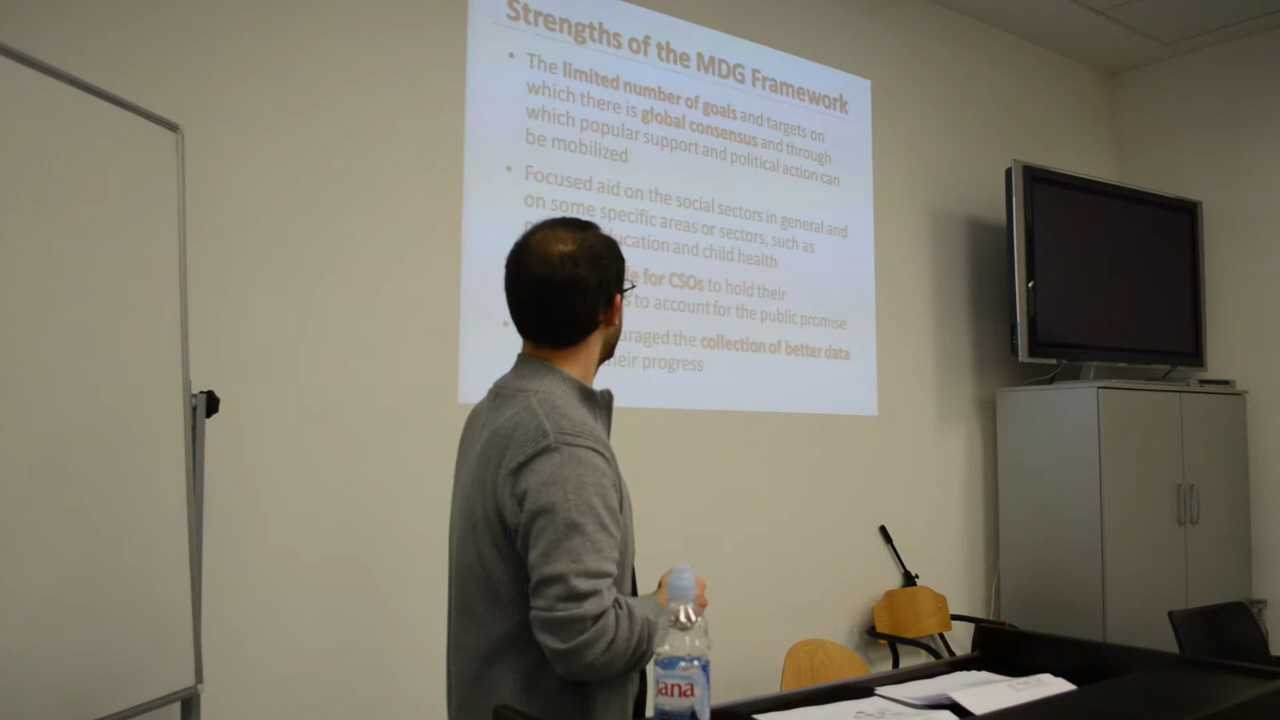 Strengths of the MDG Framework
• The limited number of goals and targets on
which there is global consensus and through
which popular support and political action can
be mobilized
• Focused aid on the social sectors in general and
on some specific areas or sectors, such as
education and child health
for CSOs to hold their
to account for the public promise
• the collection of better data
their progress
Jana